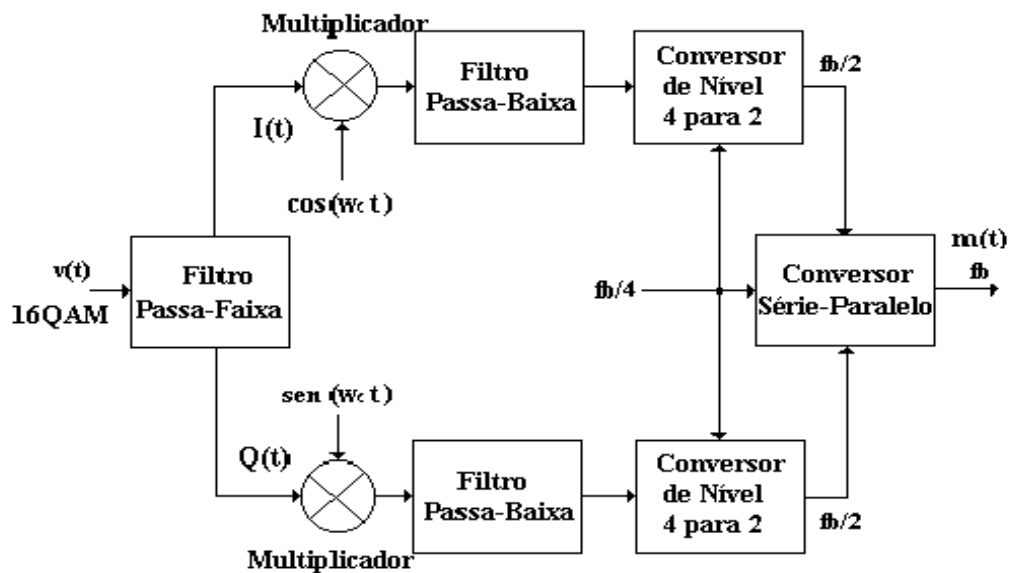 Multiplicador
Filtro
Passa-Baixa
Conversor
de Nível
4 para 2
fb/2
I(t)
cos(wc t)
v(t)
16QAM
Filtro
Passa-Faixa
fb/4
Conversor
Série-Paralelo
m(t)
fb
sen (wc t)
Q(t)
Multiplicador
Filtro
Passa-Baixa
Conversor
de Nível
4 para 2
fb/2